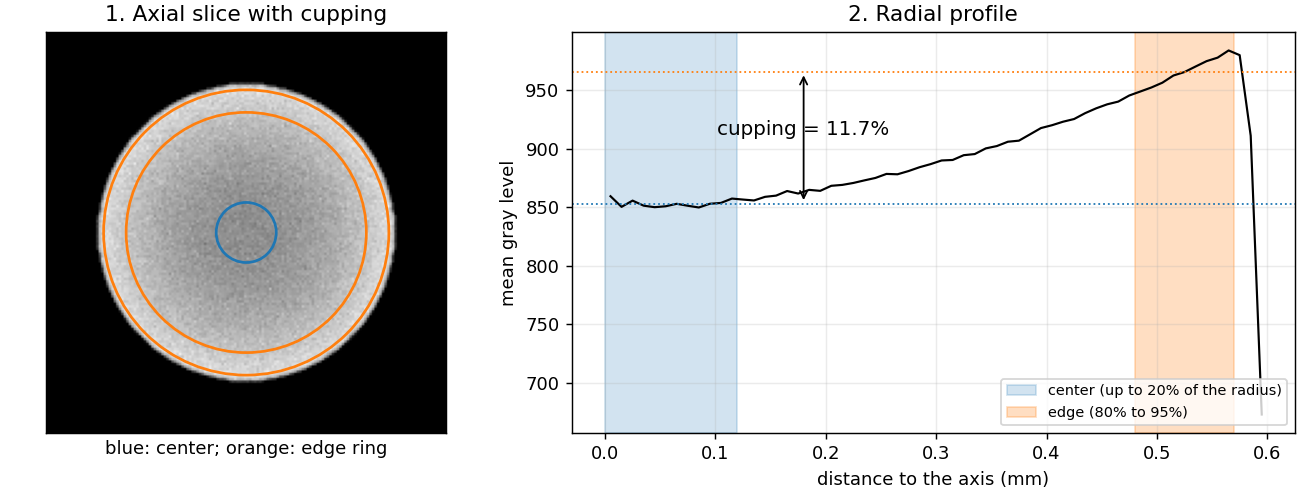 1. Axial slice with cupping
blue: center; orange: edge ring
2. Radial profile
mean gray level
950
900
850
800
750
700
cupping = 11.7%
center (up to 20% of the radius)
edge (80% to 95%)
0.0 0.1 0.2 0.3 0.4 0.5 0.6
distance to the axis (mm)